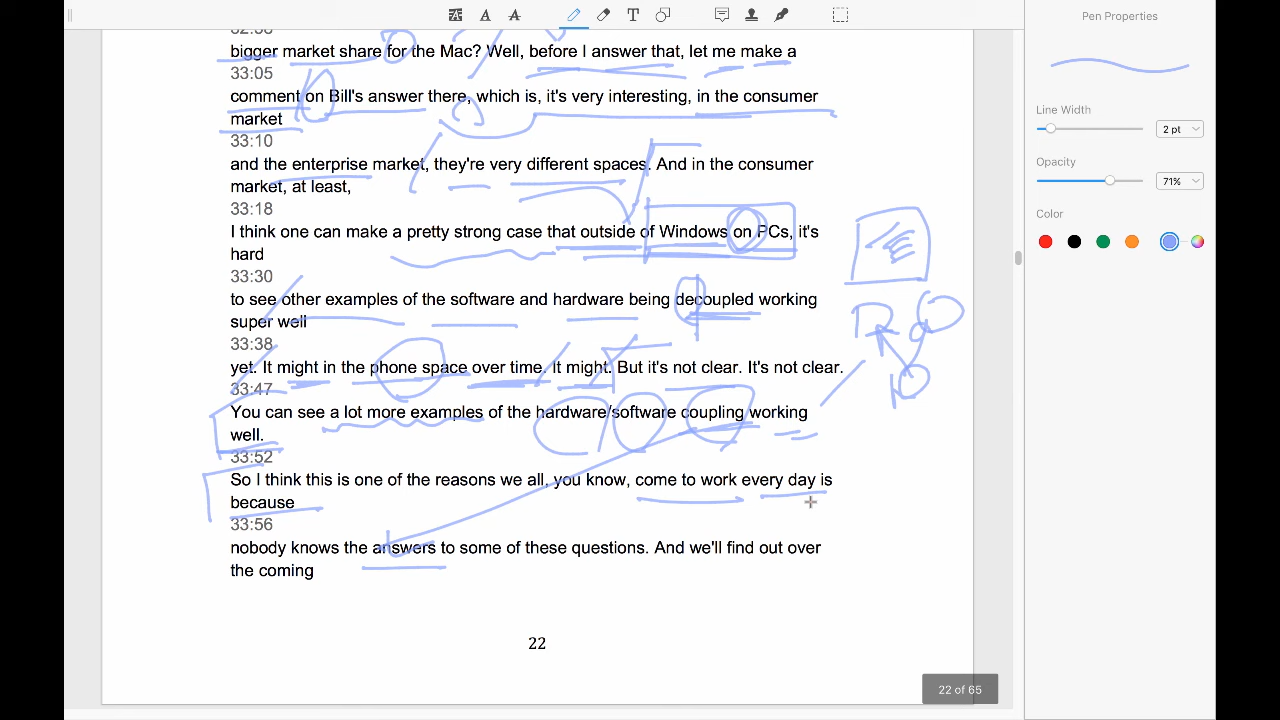 Pen Properties
bigger market share for the Mac? Well, before I answer that, let me make a
33:05
comment on Bill's answer there, which is, it's very interesting, in the consumer
market
33:10
and the enterprise market, they're very different spaces. And in the consumer
market, at least,
33:18
I think one can make a pretty strong case that outside of Windows on PCs, it's
hard
33:30
to see other examples of the software and hardware being decoupled working
super well
33:38
yet. It might in the phone space over time. It might. But it's not clear. It's not clear.
33:47
You can see a lot more examples of the hardware/software coupling working
well.
33:52
So I think this is one of the reasons we all, you know, come to work every day is
because
33:56
nobody knows the answers to some of these questions. And we'll find out over
the coming
22
22 of 65
Line Width
2 pt
Opacity
71%
Color